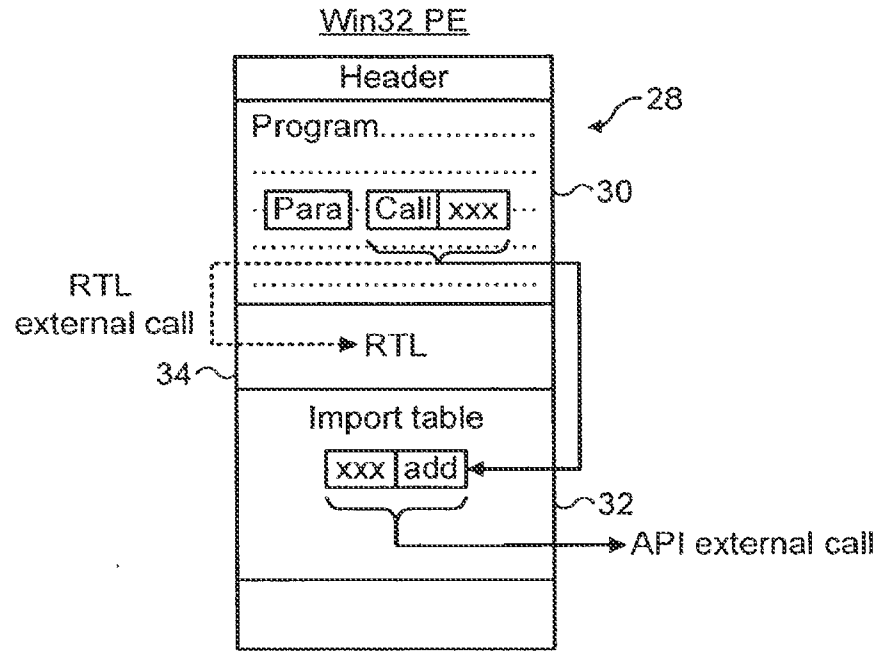 Win32 PE
Header
28
Program
30
Para Call xxx
RTL
external call
RTL
34
Import table
xxx add
32
API external call